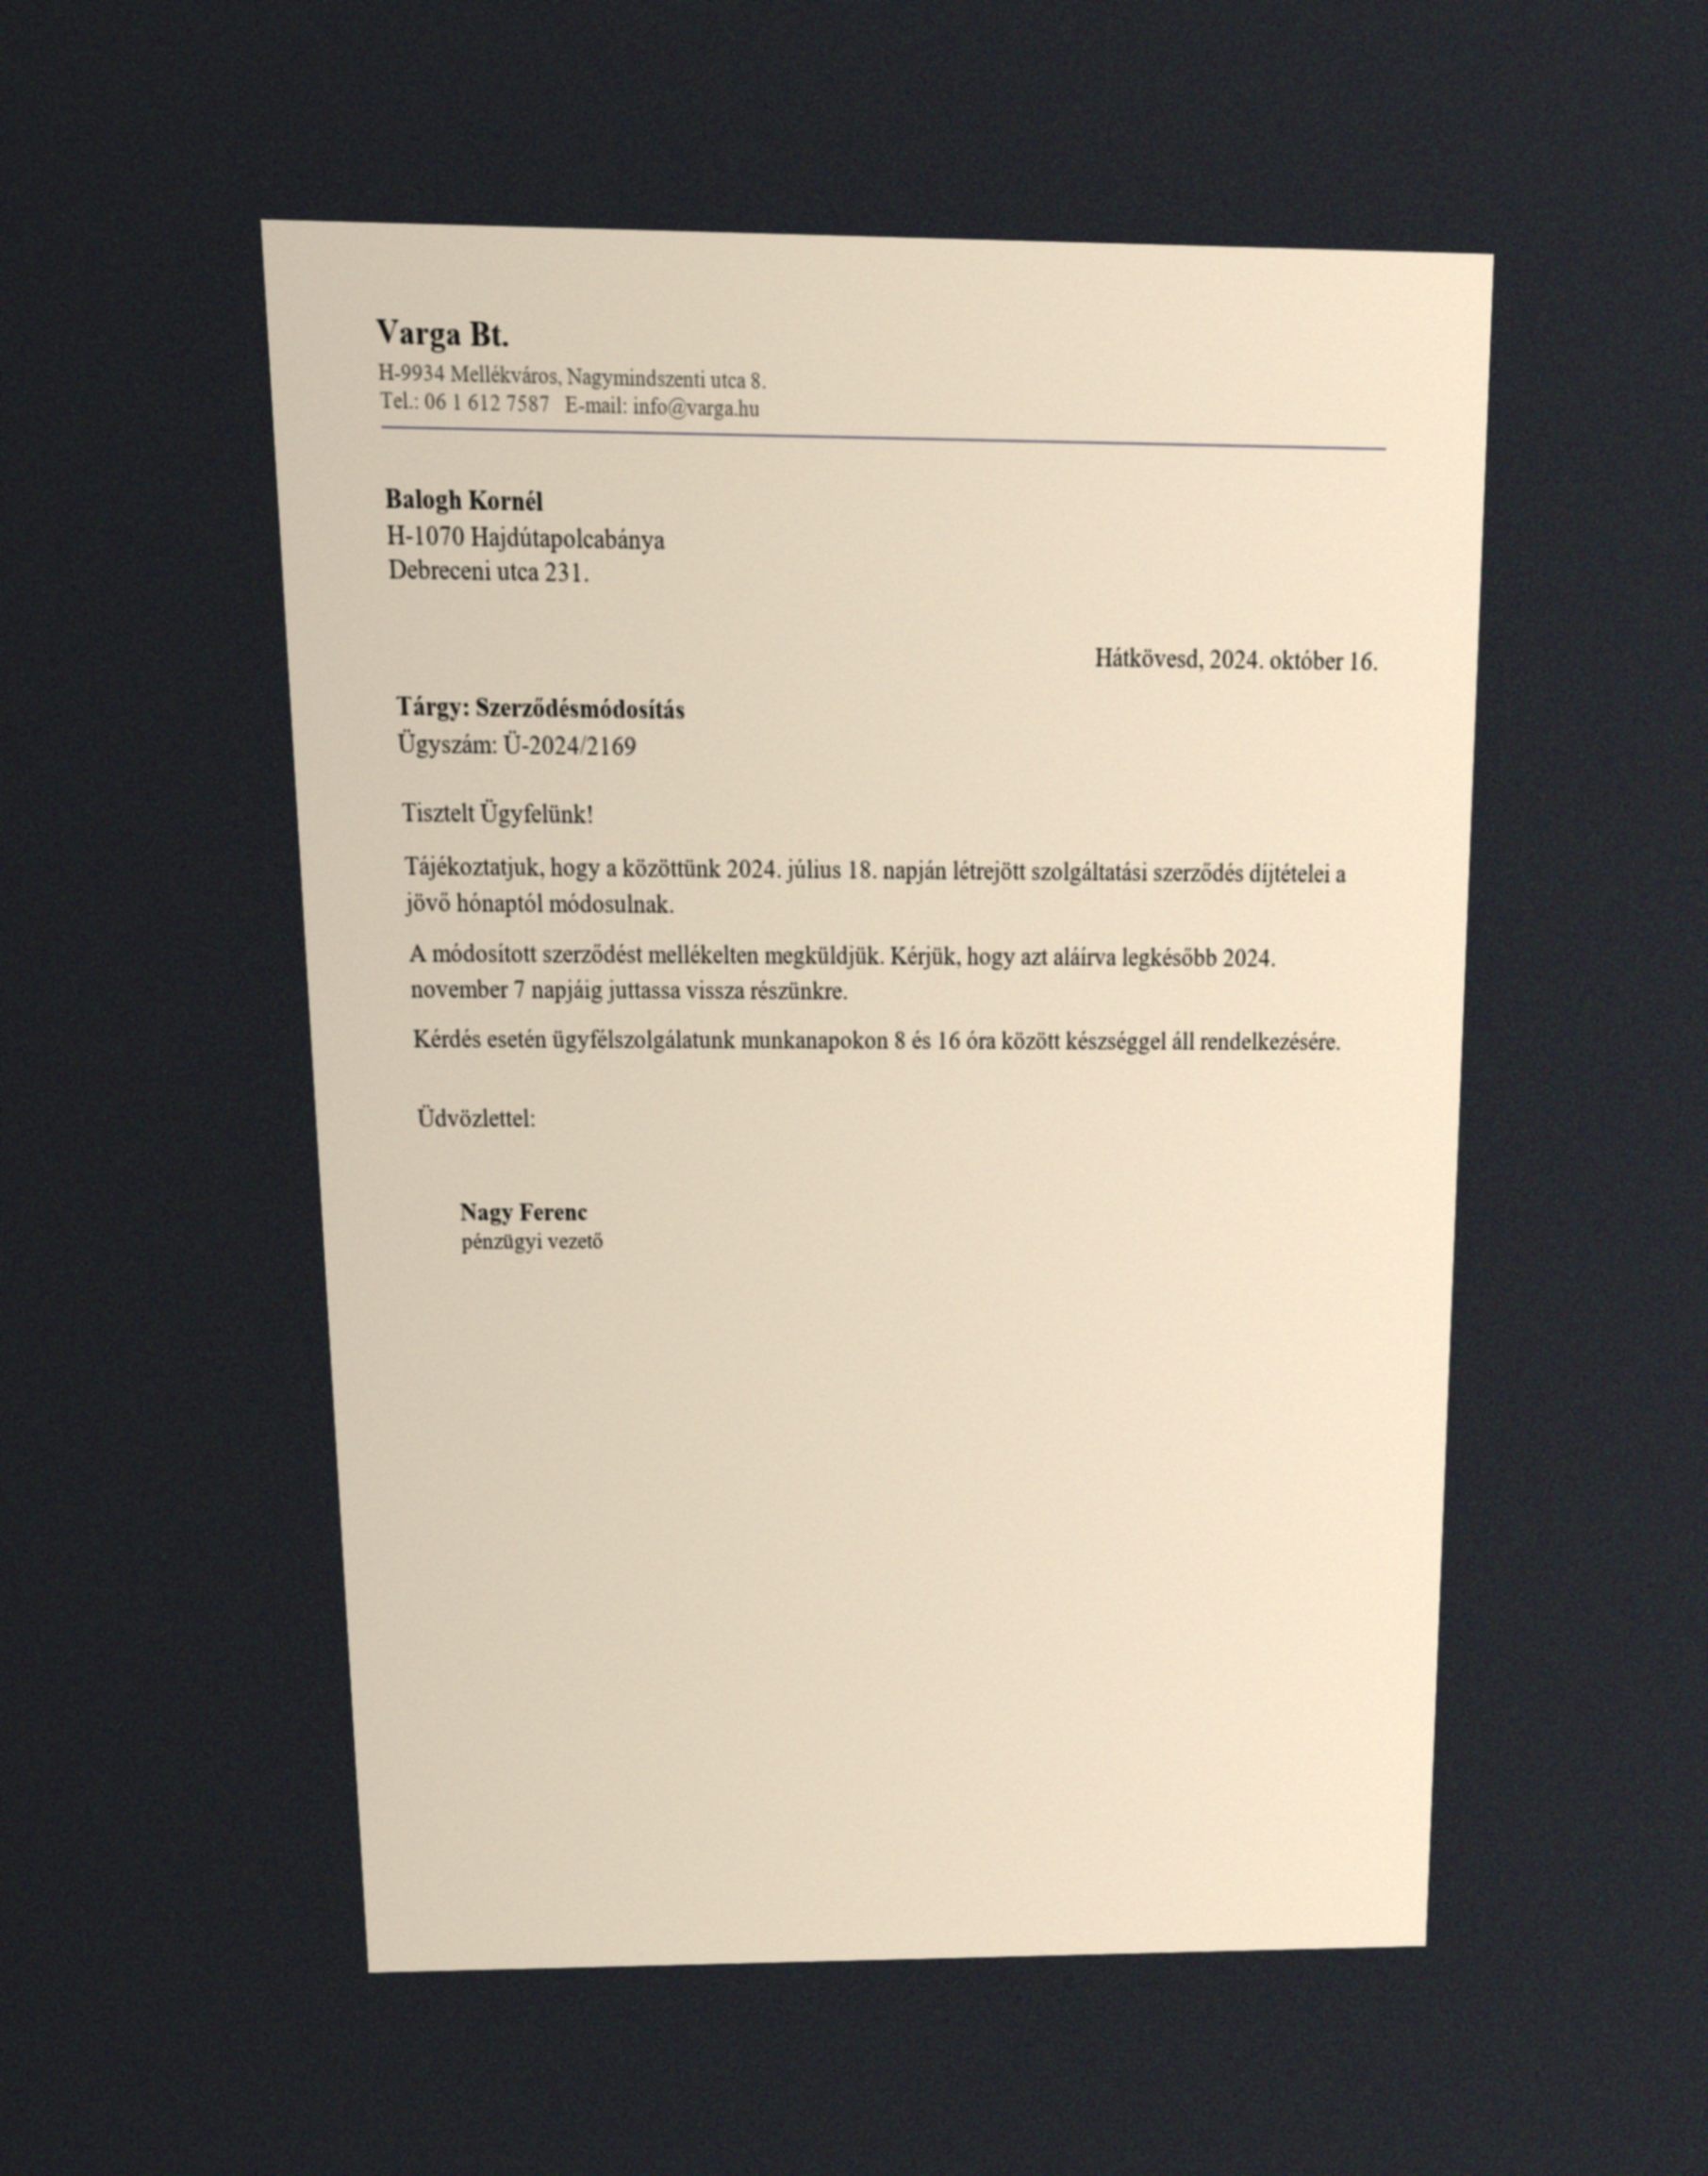 Varga Bt.
H-9934 Mellékváros, Nagymindszenti utca 8.
Tel.: 06 1 612 7587 E-mail: info@varga.hu
Balogh Kornél
H-1070 Hajdútapolcabánya
Debreceni utca 231.
Hátkövesd, 2024. október 16.
Tárgy: Szerződésmódosítás
Ügyszám: Ü-2024/2169
Tisztelt Ügyfelünk!
Tájékoztatjuk, hogy a közöttünk 2024. július 18. napján létrejött szolgáltatási szerződés díjtételei a
jövő hónaptól módosulnak.
A módosított szerződést mellékelten megküldjük. Kérjük, hogy azt aláírva legkésőbb 2024.
november 7 napjáig juttassa vissza részünkre.
Kérdés esetén ügyfélszolgálatunk munkanapokon 8 és 16 óra között készséggel áll rendelkezésére.
Üdvözlettel:
Nagy Ferenc
pénzügyi vezető